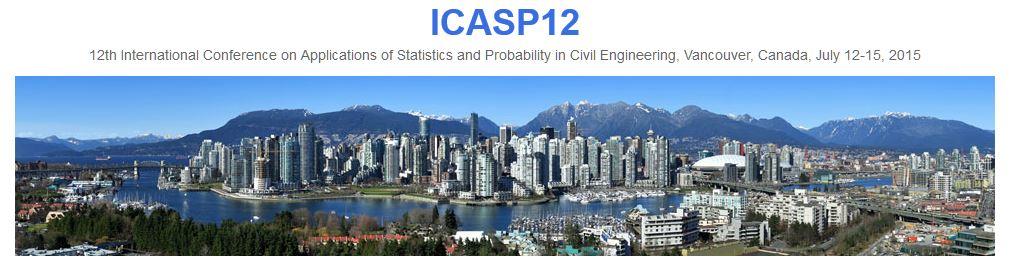 ICASP12
12th International Conference on Applications of Statistics and Probability in Civil Engineering, Vancouver, Canada, July 12-15, 2015